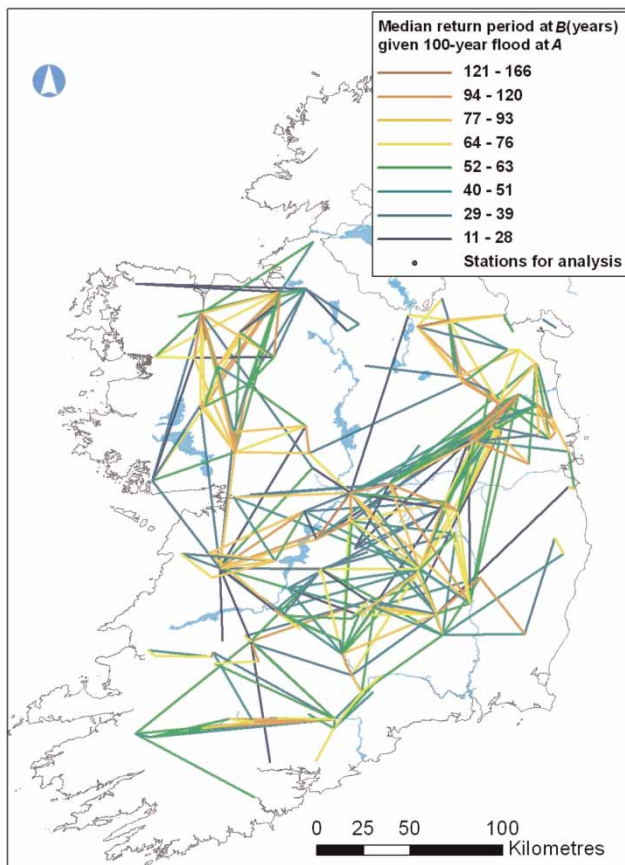 Median return period at B(years)
given 100-year flood at A
121 - 166
94 - 120
77 - 93
64 - 76
52 - 63
40 - 51
29 - 39
11 - 28
Stations for analysis
0 25 50 100
Kilometres